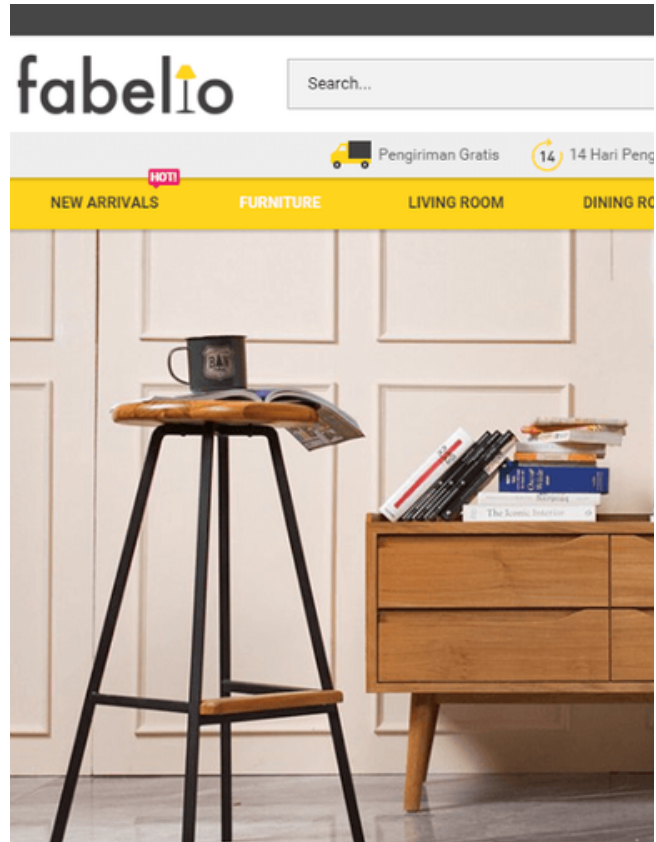 fabelio
Search...
Pengiriman Gratis
14
14 Hari Peng
HOT!
NEW ARRIVALS
FURNITURE
LIVING ROOM
DINING RO
The Iconic Interior